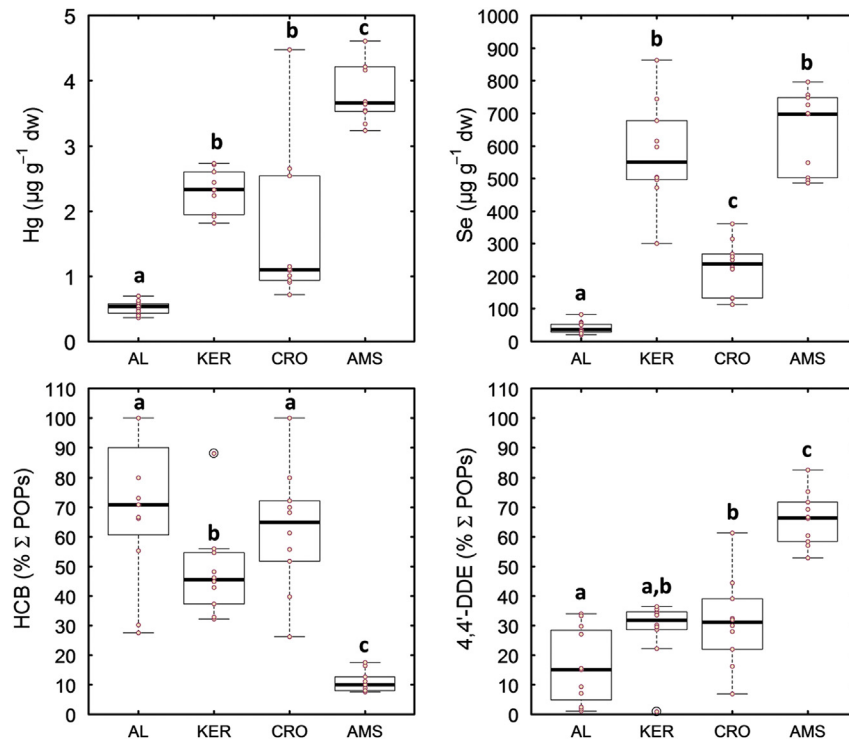 Hg (µg g⁻¹ dw)
5
4
3
2
1
0
a
b
b
c
AL KER CRO AMS
Se (µg g⁻¹ dw)
1000
900
800
700
600
500
400
300
200
100
0
a
b
c
b
AL KER CRO AMS
HCB (% Σ POPs)
110
100
90
80
70
60
50
40
30
20
10
0
a
b
a
c
AL KER CRO AMS
4,4'-DDE (% Σ POPs)
110
100
90
80
70
60
50
40
30
20
10
0
a
a,b
b
c
AL KER CRO AMS